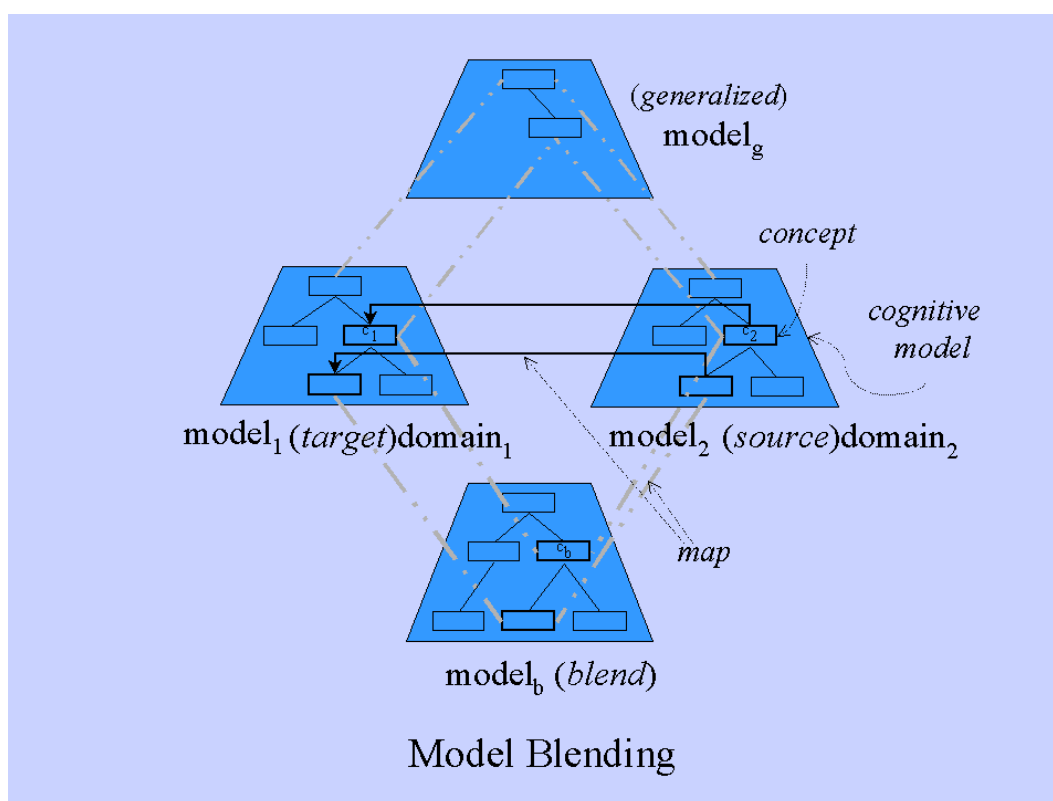 (generalized)
model_g
concept
cognitive
model
c_1
c_2
model_1 (target)domain_1
model_2 (source)domain_2
c_b
map
model_b (blend)
Model Blending